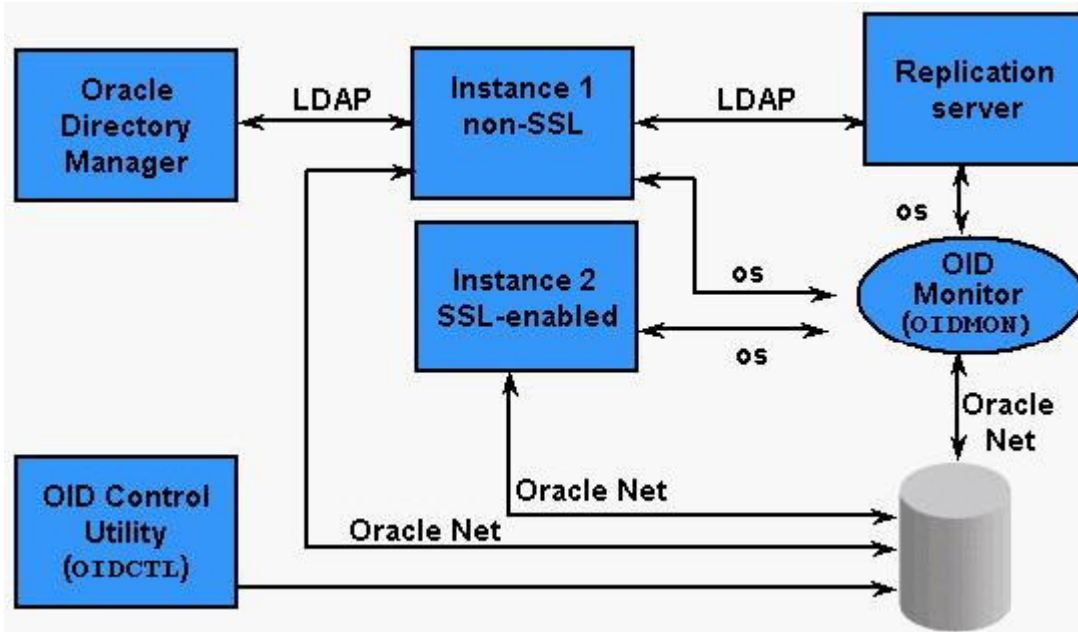 Oracle
Directory
Manager
LDAP
Instance 1
non-SSL
LDAP
Replication
server
os
Instance 2
SSL-enabled
os
os
OID
Monitor
(OIDMON)
Oracle
Net
OID Control
Utility
(OIDCTL)
Oracle Net
Oracle Net